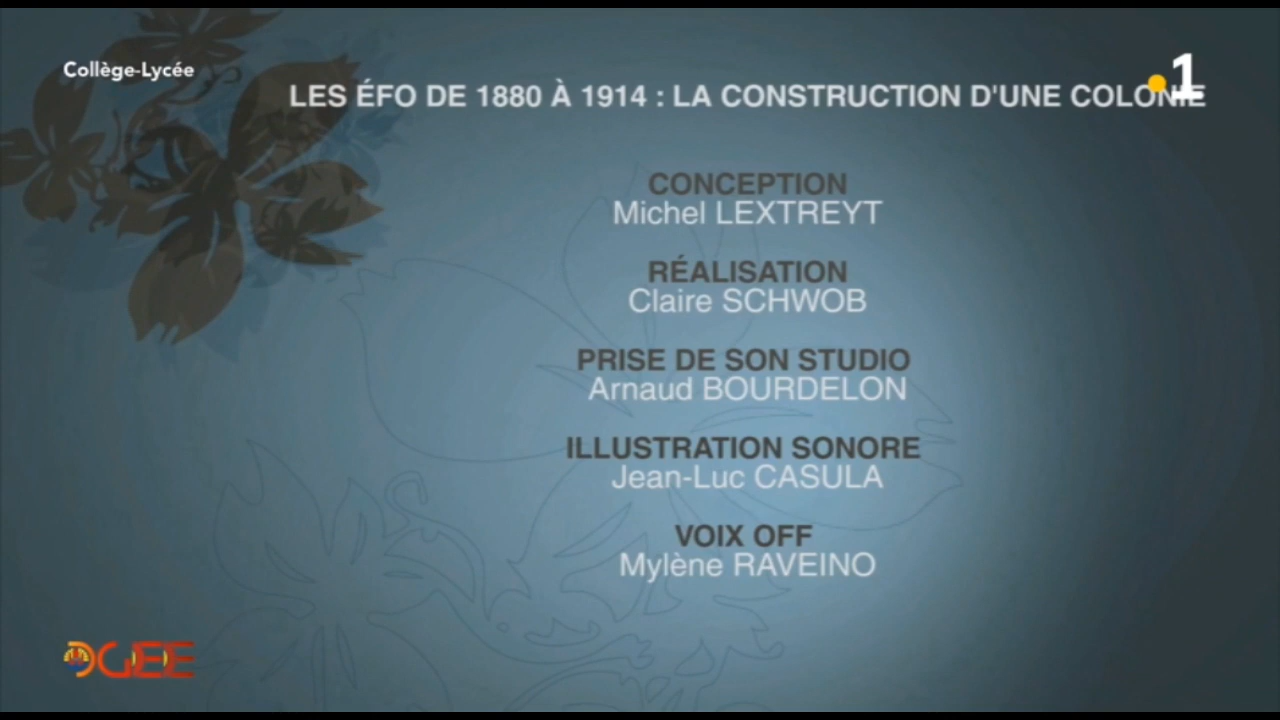 Collège-Lycée
1
LES ÉFO DE 1880 À 1914 : LA CONSTRUCTION D'UNE COLONIE
CONCEPTION
Michel LEXTREYT
RÉALISATION
Claire SCHWOB
PRISE DE SON STUDIO
Arnaud BOURDELON
ILLUSTRATION SONORE
Jean-Luc CASULA
VOIX OFF
Mylène RAVEINO
DGEE